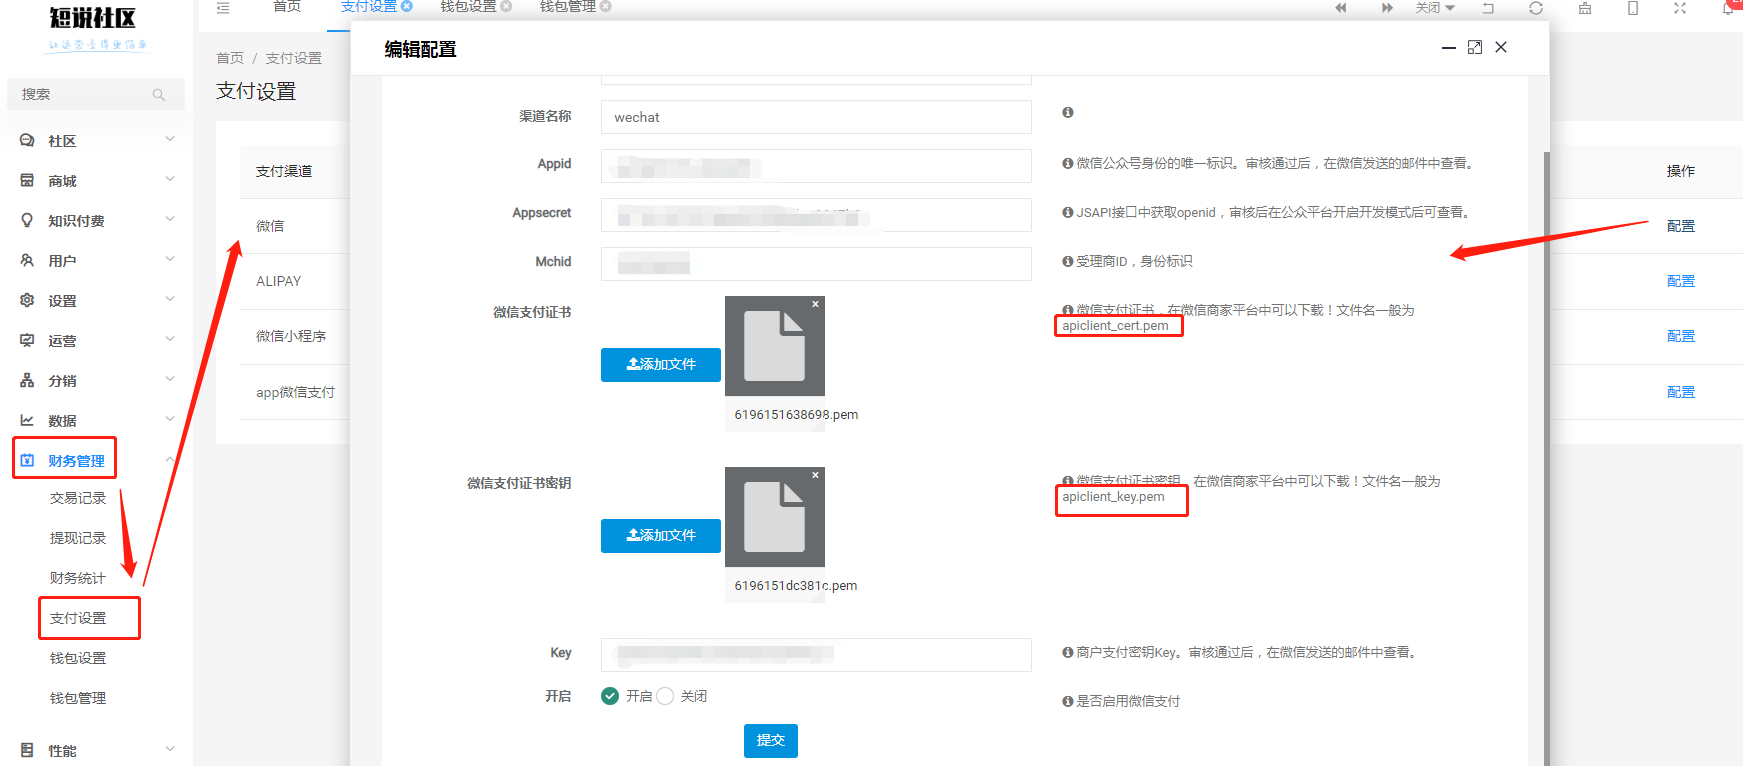 短说社区
让运营变得更简单
搜索
社区
商城
知识付费
用户
设置
运营
分销
数据
财务管理
交易记录
提现记录
财务统计
支付设置
钱包设置
钱包管理
性能
首页
支付设置
钱包设置
钱包管理
关闭
首页 / 支付设置
支付设置
支付渠道
微信
ALIPAY
微信小程序
app微信支付
编辑配置
渠道名称
wechat
Appid
微信公众号身份的唯一标识。审核通过后，在微信发送的邮件中查看。
Appsecret
JSAPI接口中获取openid，审核后在公众平台开启开发模式后可查看。
Mchid
受理商ID，身份标识
微信支付证书
添加文件
6196151638698.pem
微信支付证书，在微信商家平台中可以下载！文件名一般为
apiclient_cert.pem
微信支付证书密钥
添加文件
6196151dc381c.pem
微信支付证书密钥，在微信商家平台中可以下载！文件名一般为
apiclient_key.pem
Key
商户支付密钥Key。审核通过后，在微信发送的邮件中查看。
开启
开启 关闭
是否启用微信支付
提交
操作
配置
配置
配置
配置